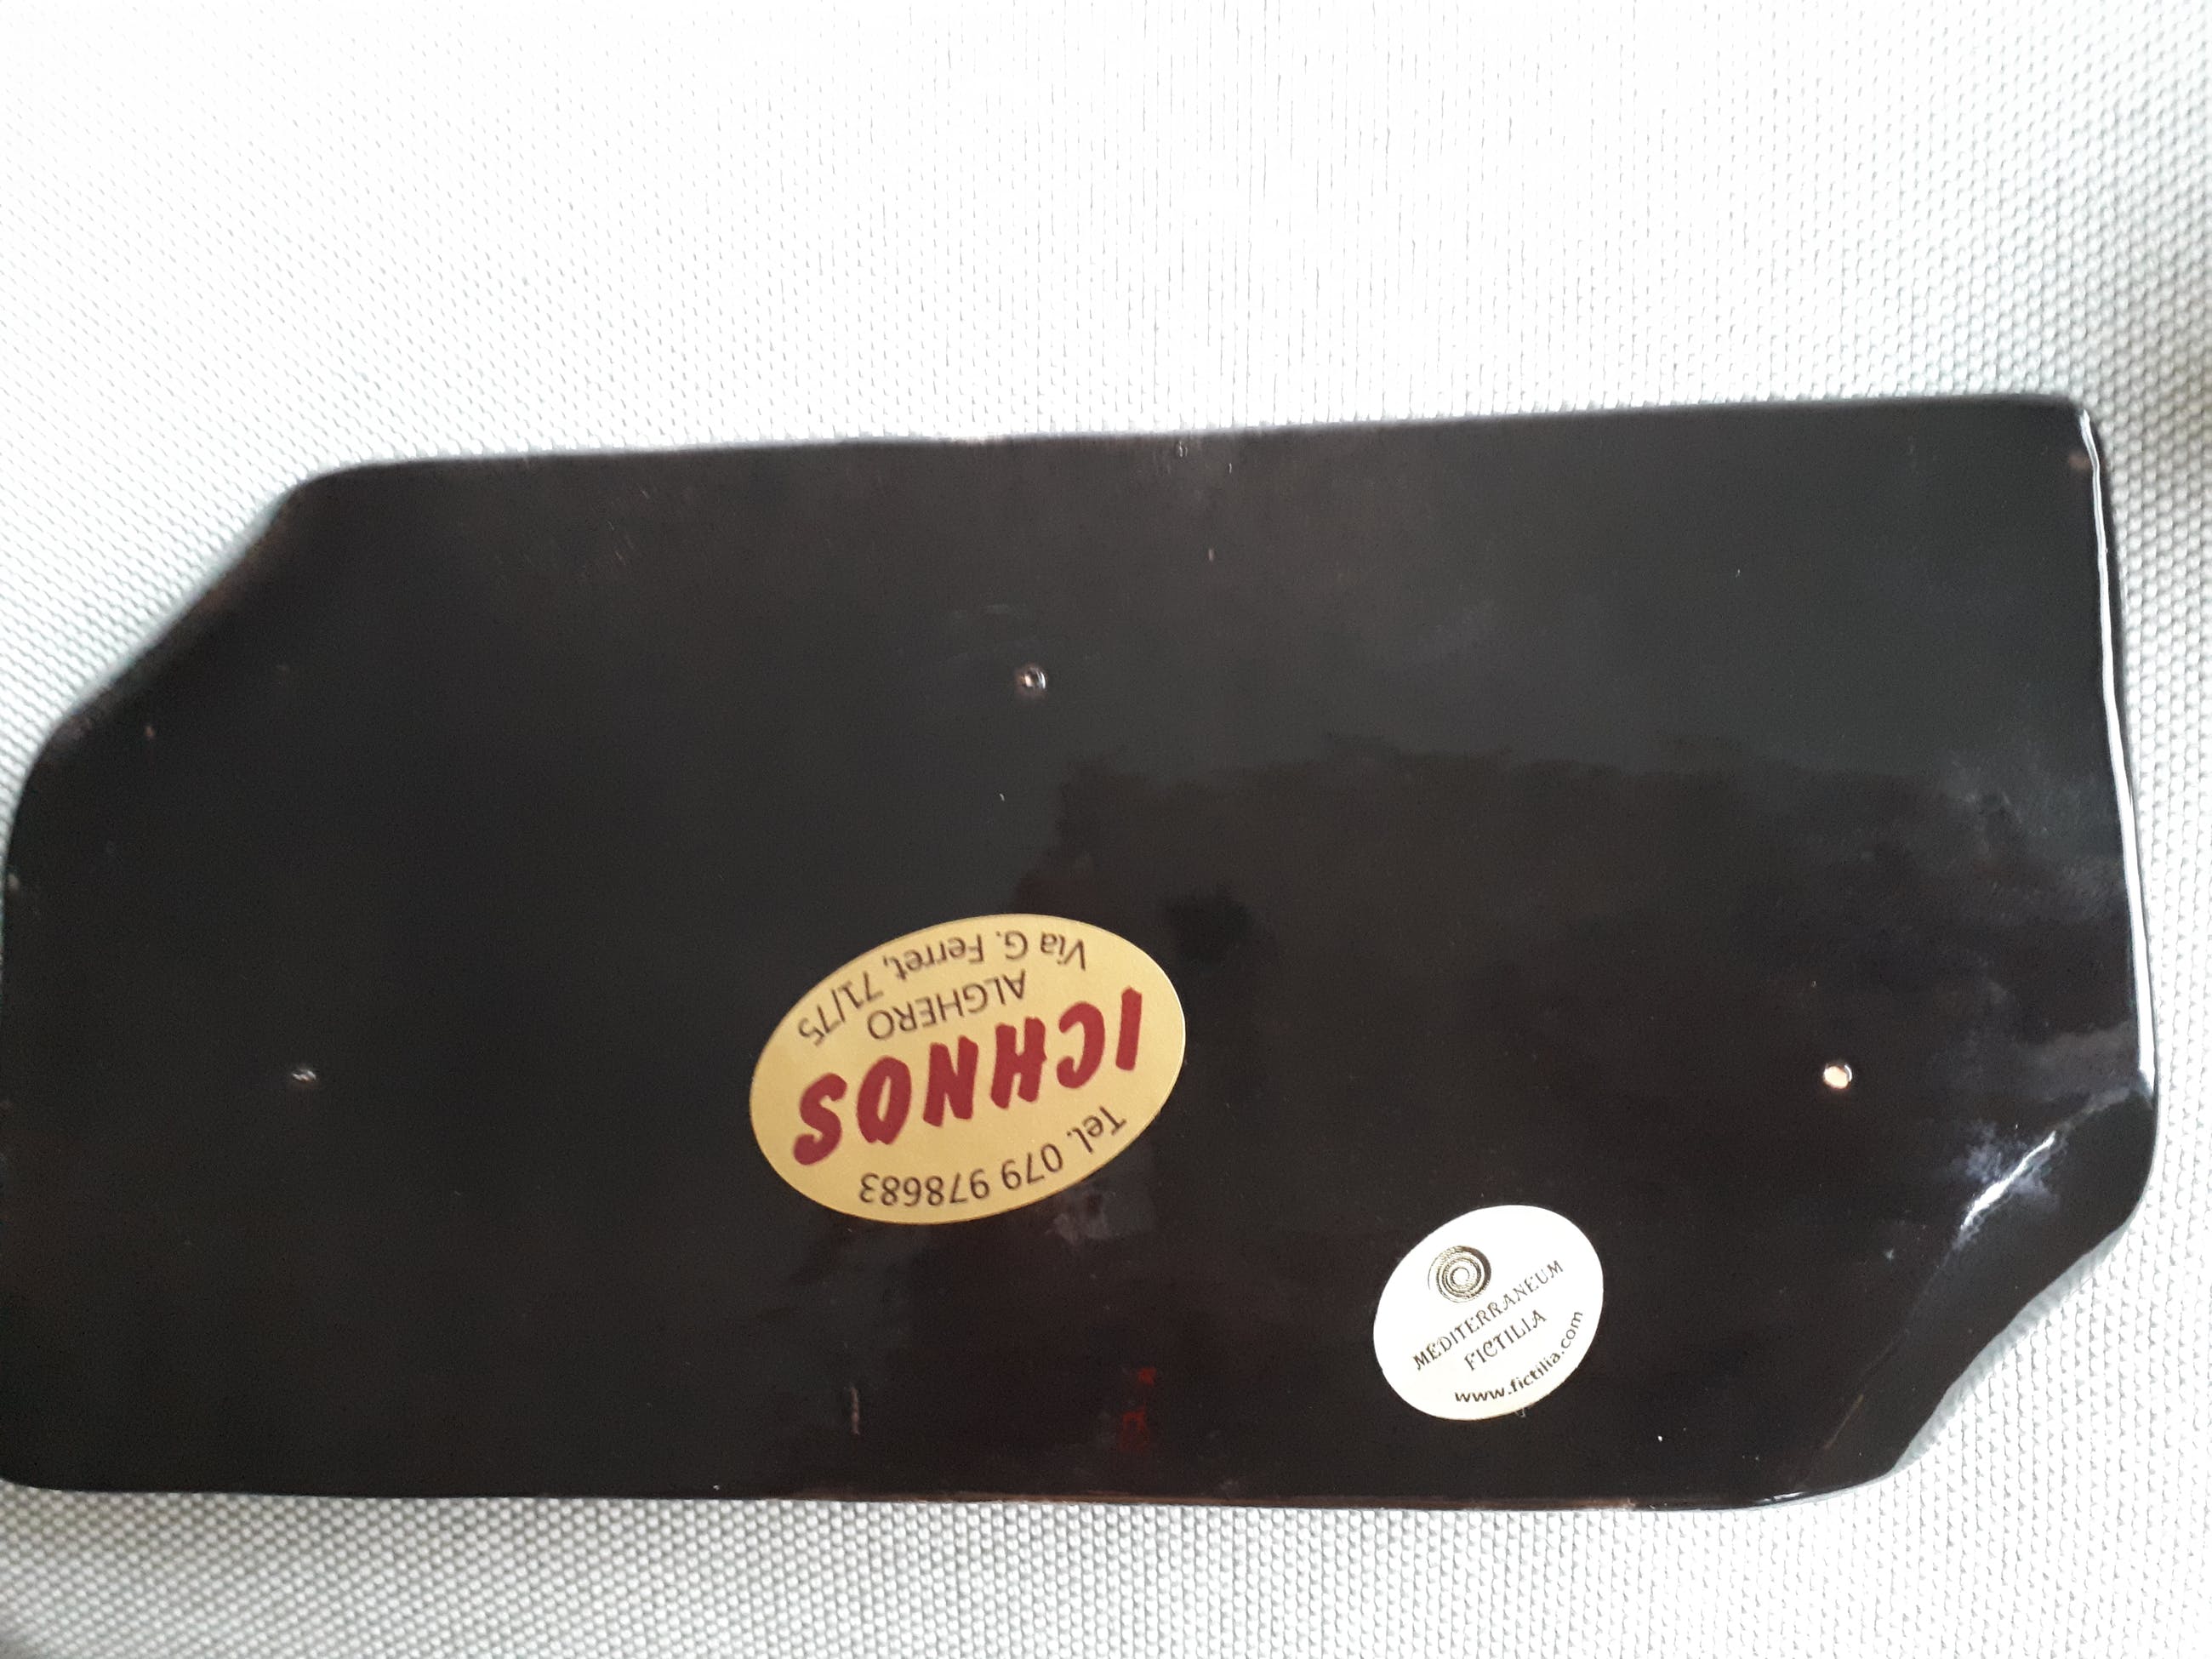 Tel. 079 978683
ICHNOS
ALGHERO
Via G. Ferret, 71/75
MEDITERRANEUM
FICTILIA
www.fictilia.com